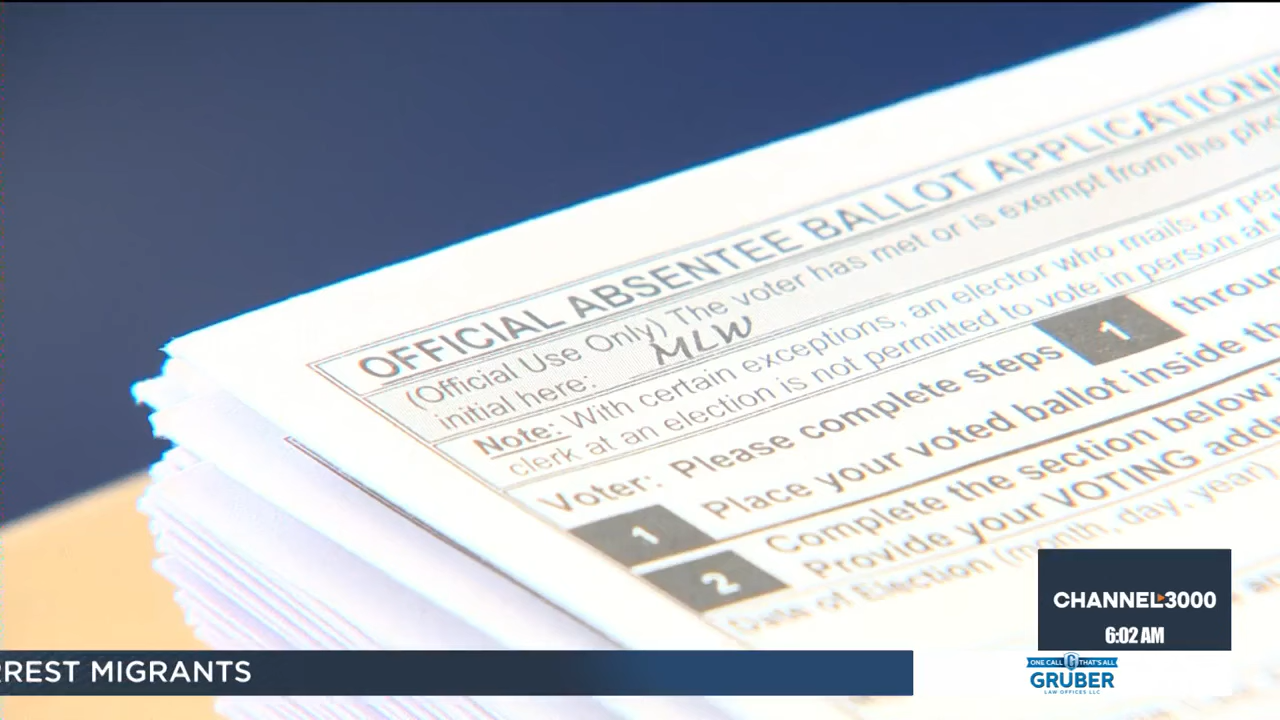 OFFICIAL ABSENTEE BALLOT APPLICATION
(Official Use Only) The voter has met or is exempt from the
initial here: MLW
Note: With certain exceptions, an elector who mails or
clerk at an election is not permitted to vote in person at
Voter: Please complete steps 1
1 Place your voted ballot inside
2 Complete the section below
Provide your VOTING
Date of Election (month, day, year)
CHANNEL3000
6:02 AM
RREST MIGRANTS
ONE CALL G THAT'S ALL
GRUBER
LAW OFFICES LLC